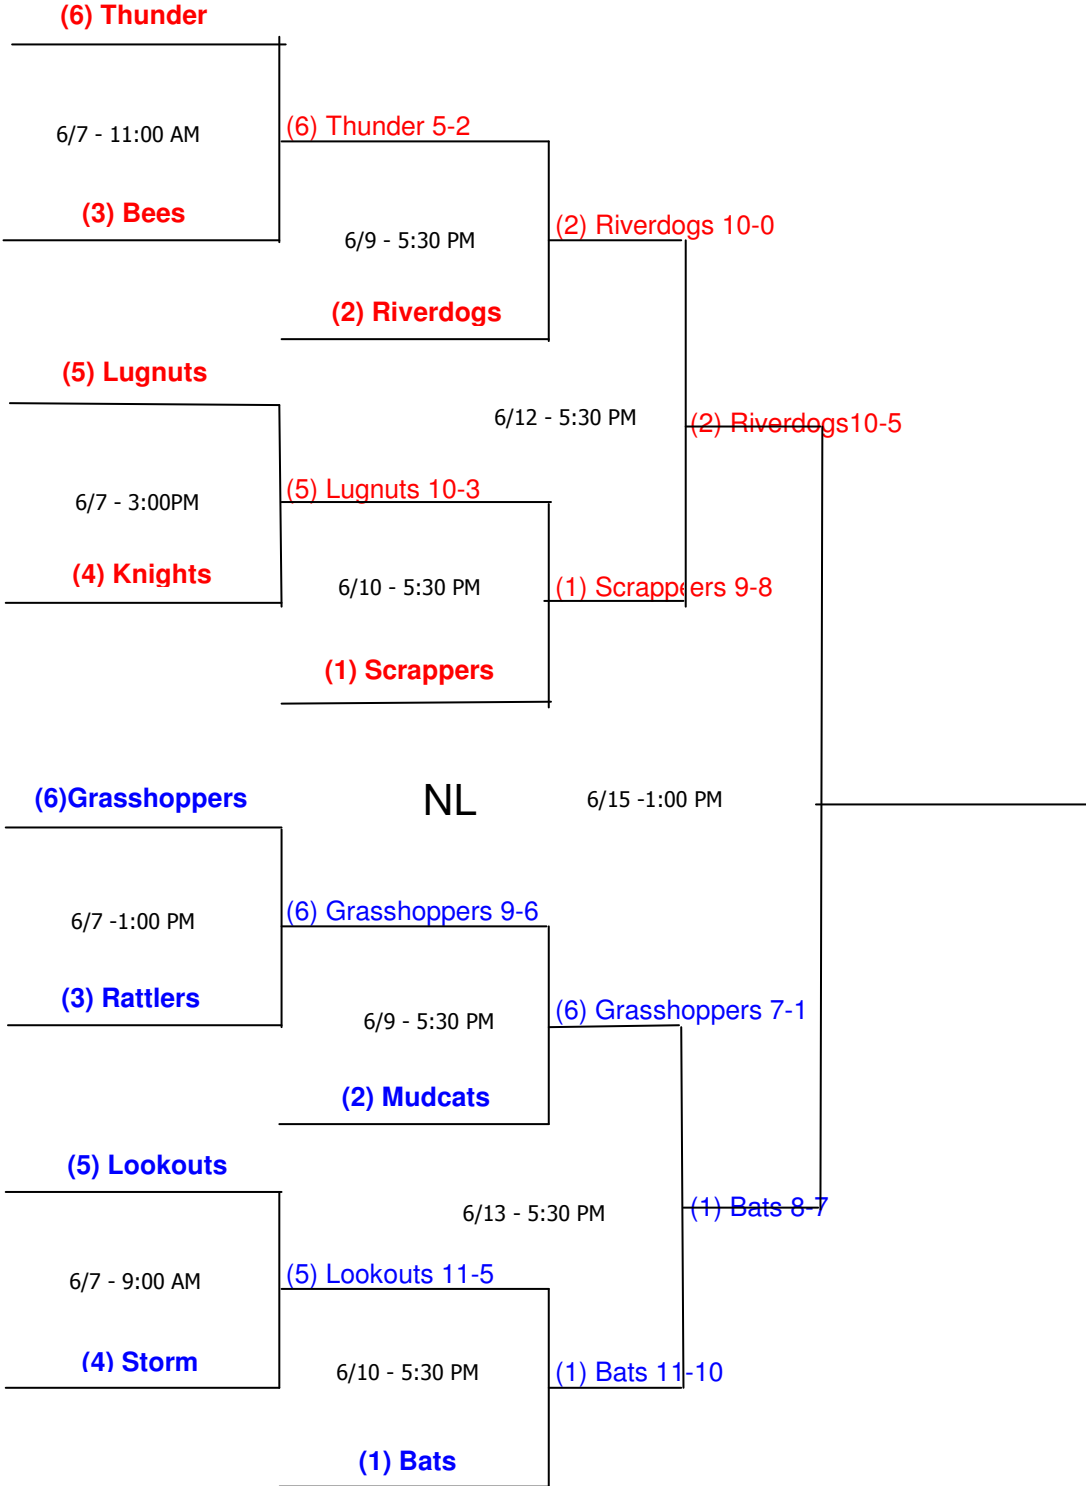 (6) Thunder
6/7 - 11:00 AM
(6) Thunder 5-2
(3) Bees
6/9 - 5:30 PM
(2) Riverdogs 10-0
(2) Riverdogs
(5) Lugnuts
6/12 - 5:30 PM
(2) Riverdogs10-5
6/7 - 3:00PM
(5) Lugnuts 10-3
(4) Knights
6/10 - 5:30 PM
(1) Scrappeers 9-8
(1) Scrappers
(6)Grasshoppers
NL
6/15 -1:00 PM
6/7 -1:00 PM
(6) Grasshoppers 9-6
(3) Rattlers
6/9 - 5:30 PM
(6) Grasshoppers 7-1
(2) Mudcats
(5) Lookouts
6/13 - 5:30 PM
(1) Bats 8-7
6/7 - 9:00 AM
(5) Lookouts 11-5
(4) Storm
6/10 - 5:30 PM
(1) Bats 11-10
(1) Bats